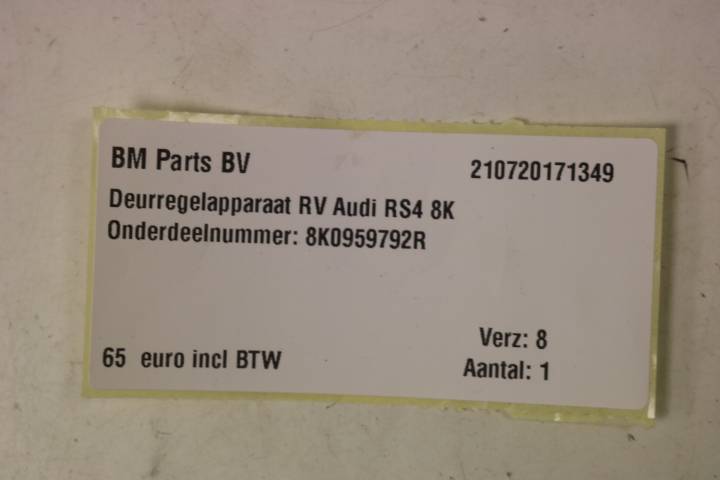 BM Parts BV 210720171349
Deurregelapparaat RV Audi RS4 8K
Onderdeelnummer: 8K0959792R
Verz: 8
65 euro incl BTW
Aantal: 1